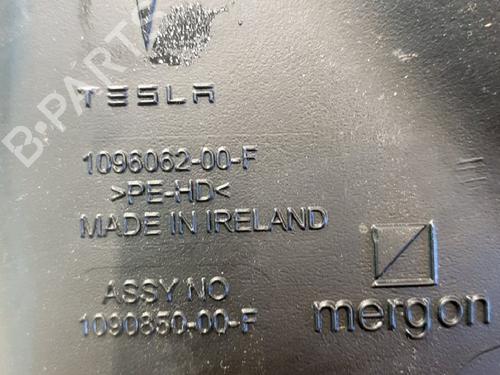 TESLA
1096062-00-F
>PE-HD<
MADE IN IRELAND
ASSY NO
1090850-00-F
mergon
B-PARTS